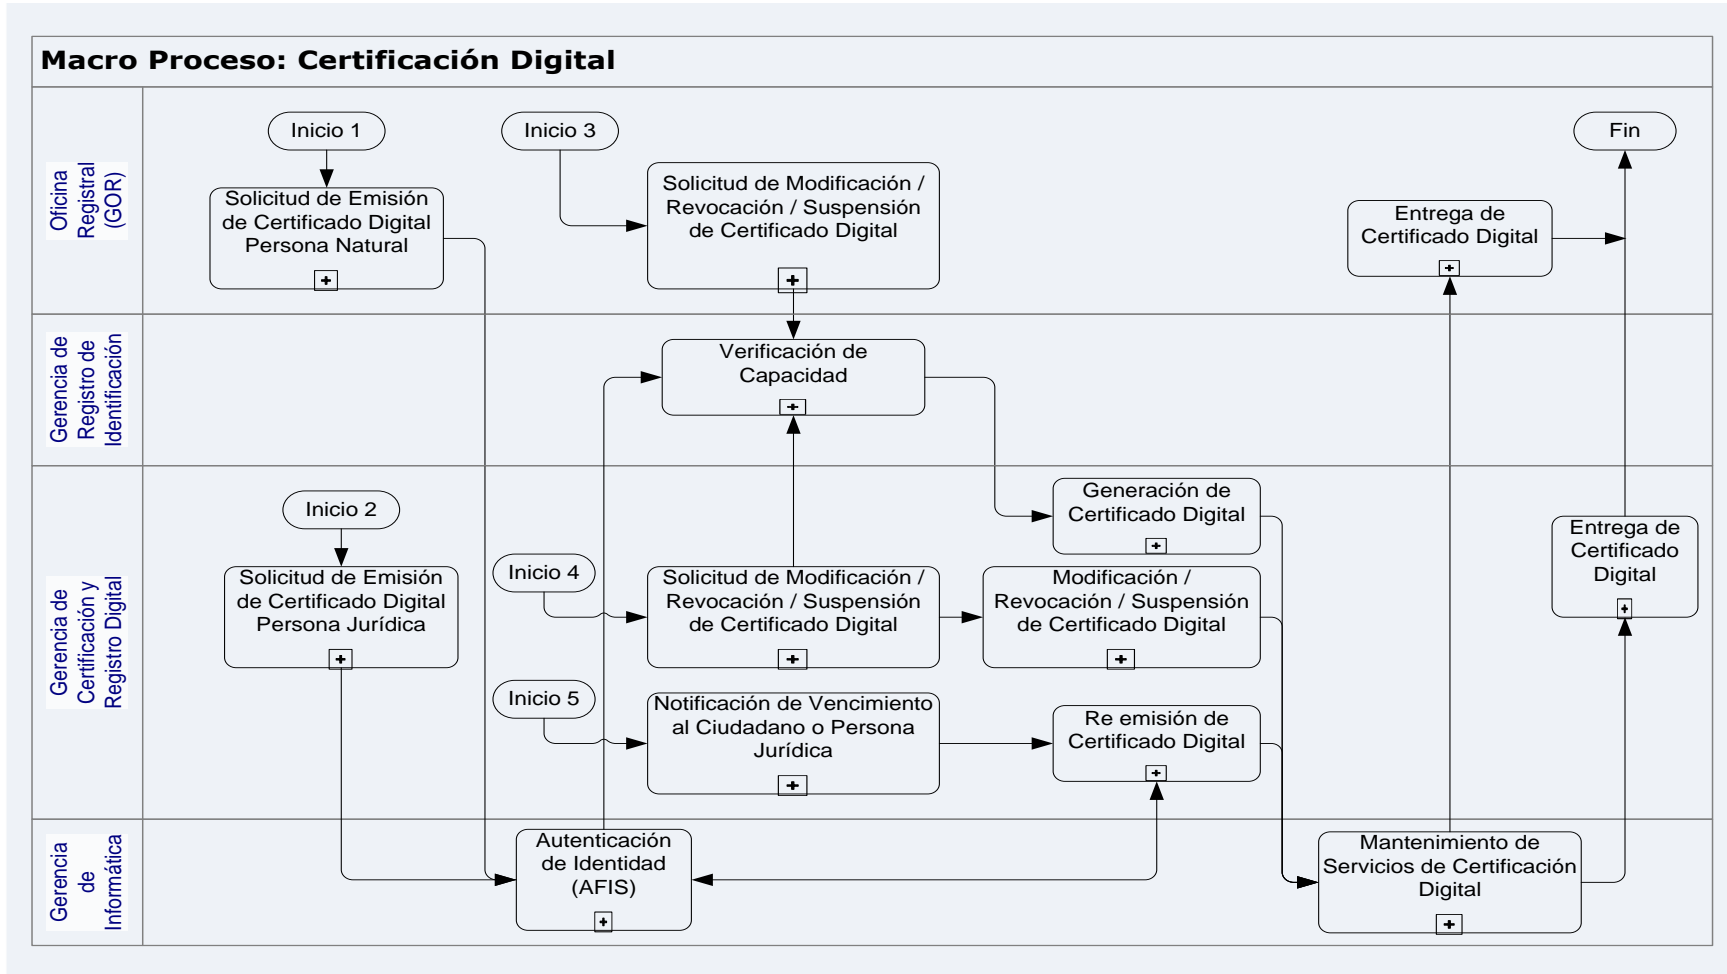 Macro Proceso: Certificación Digital
Oficina
Registral
(GOR)
Inicio 1
Solicitud de Emisión
de Certificado Digital
Persona Natural
Inicio 3
Solicitud de Modificación /
Revocación / Suspensión
de Certificado Digital
Entrega de
Certificado Digital
Fin
Gerencia de
Registro de
Identificación
Verificación de
Capacidad
Gerencia de
Certificación y
Registro Digital
Inicio 2
Solicitud de Emisión
de Certificado Digital
Persona Jurídica
Inicio 4
Solicitud de Modificación /
Revocación / Suspensión
de Certificado Digital
Inicio 5
Notificación de Vencimiento
al Ciudadano o Persona
Jurídica
Generación de
Certificado Digital
Modificación /
Revocación / Suspensión
de Certificado Digital
Re emisión de
Certificado Digital
Entrega de
Certificado
Digital
Gerencia
de
Informática
Autenticación
de Identidad
(AFIS)
Mantenimiento de
Servicios de Certificación
Digital